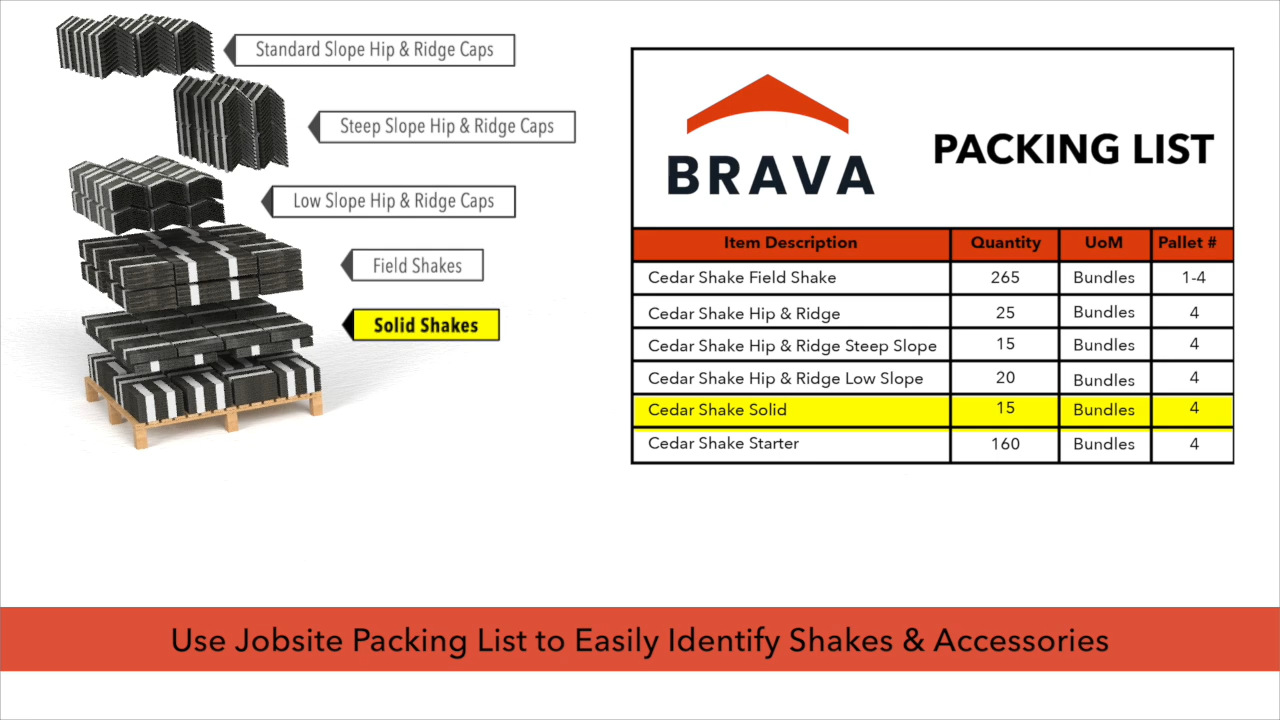 Standard Slope Hip & Ridge Caps
Steep Slope Hip & Ridge Caps
Low Slope Hip & Ridge Caps
Field Shakes
Solid Shakes
BRAVA
PACKING LIST
Item Description Quantity UoM Pallet #
Cedar Shake Field Shake 265 Bundles 1-4
Cedar Shake Hip & Ridge 25 Bundles 4
Cedar Shake Hip & Ridge Steep Slope 15 Bundles 4
Cedar Shake Hip & Ridge Low Slope 20 Bundles 4
Cedar Shake Solid 15 Bundles 4
Cedar Shake Starter 160 Bundles 4
Use Jobsite Packing List to Easily Identify Shakes & Accessories